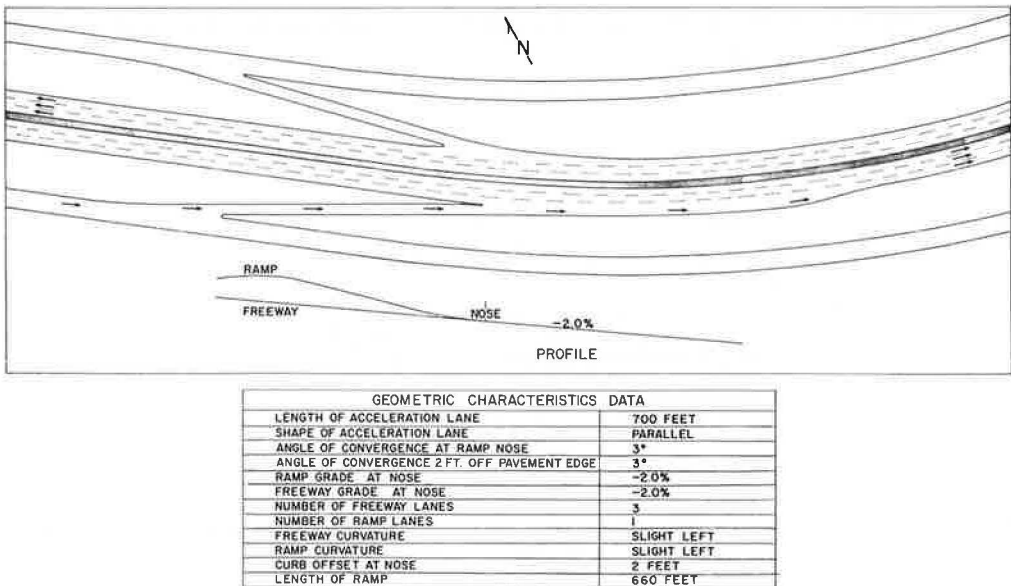 N
RAMP
FREEWAY
NOSE
-2.0%
PROFILE
GEOMETRIC CHARACTERISTICS DATA
LENGTH OF ACCELERATION LANE 700 FEET
SHAPE OF ACCELERATION LANE PARALLEL
ANGLE OF CONVERGENCE AT RAMP NOSE 3°
ANGLE OF CONVERGENCE 2 FT. OFF PAVEMENT EDGE 3°
RAMP GRADE AT NOSE -2.0%
FREEWAY GRADE AT NOSE -2.0%
NUMBER OF FREEWAY LANES 3
NUMBER OF RAMP LANES 1
FREEWAY CURVATURE SLIGHT LEFT
RAMP CURVATURE SLIGHT LEFT
CURB OFFSET AT NOSE 2 FEET
LENGTH OF RAMP 660 FEET